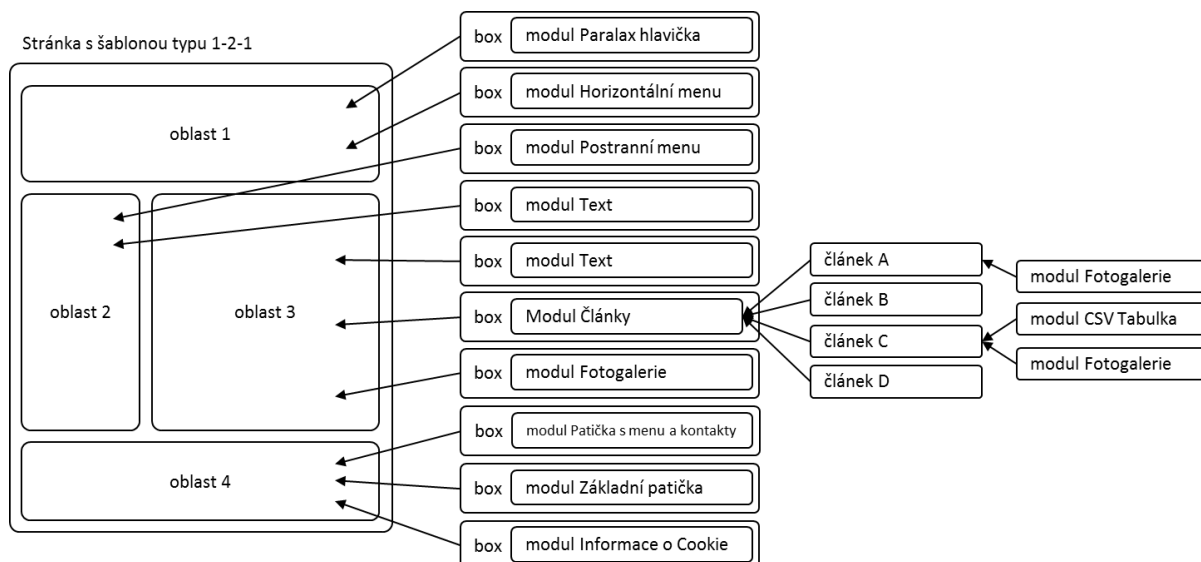 Stránka s šablonou typu 1-2-1
oblast 1
oblast 2
oblast 3
oblast 4
box modul Paralax hlavička
box modul Horizontální menu
box modul Postranní menu
box modul Text
box modul Text
box Modul Články
box modul Fotogalerie
box modul Patička s menu a kontakty
box modul Základní patička
box modul Informace o Cookie
článek A
článek B
článek C
článek D
modul Fotogalerie
modul CSV Tabulka
modul Fotogalerie